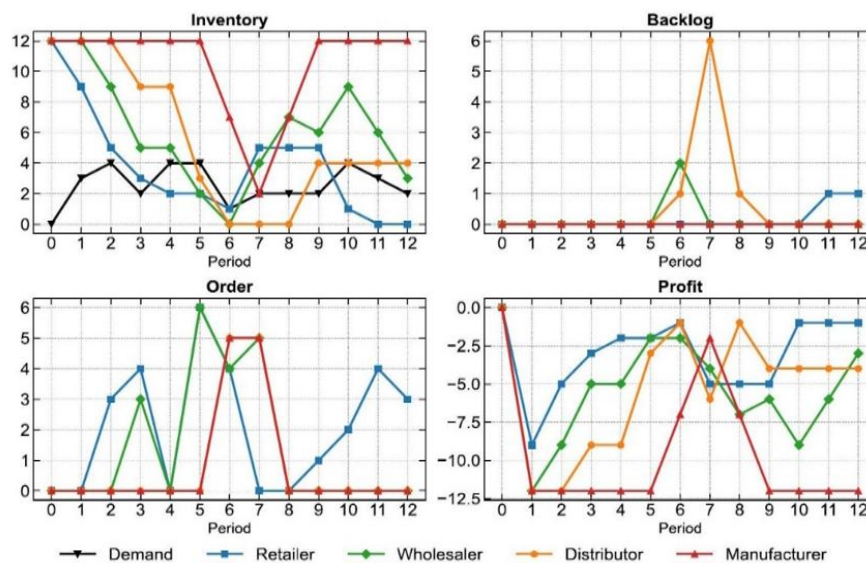 Inventory
12
10
8
6
4
2
0
0 1 2 3 4 5 6 7 8 9 10 11 12
Period
Backlog
6
5
4
3
2
1
0
0 1 2 3 4 5 6 7 8 9 10 11 12
Period
Order
6
5
4
3
2
1
0
0 1 2 3 4 5 6 7 8 9 10 11 12
Period
Profit
0.0
−2.5
−5.0
−7.5
−10.0
−12.5
0 1 2 3 4 5 6 7 8 9 10 11 12
Period
Demand Retailer Wholesaler Distributor Manufacturer